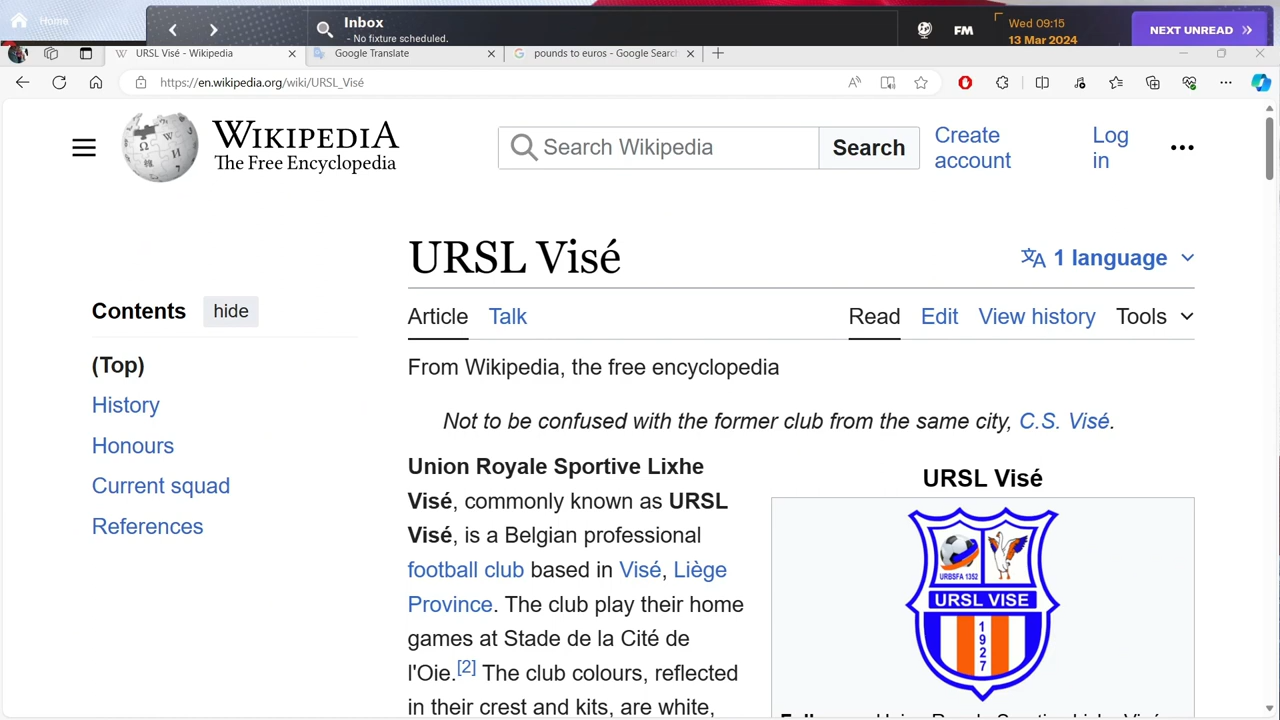 Home
Inbox
- No fixture scheduled.
FM
Wed 09:15
13 Mar 2024
NEXT UNREAD
URSL Visé - Wikipedia
Google Translate
pounds to euros - Google Search
https://en.wikipedia.org/wiki/URSL_Visé
WIKIPEDIA
The Free Encyclopedia
Search Wikipedia
Search
Create account
Log in
URSL Visé
1 language
Contents
hide
Article
Talk
Read
Edit
View history
Tools
(Top)
History
Honours
Current squad
References
From Wikipedia, the free encyclopedia
Not to be confused with the former club from the same city, C.S. Visé.
Union Royale Sportive Lixhe
Visé, commonly known as URSL
Visé, is a Belgian professional
football club based in Visé, Liège
Province. The club play their home
games at Stade de la Cité de
l'Oie.[2] The club colours, reflected
in their crest and kits, are white,
URSL Visé
URBSFA 1352
URSL VISE
1927